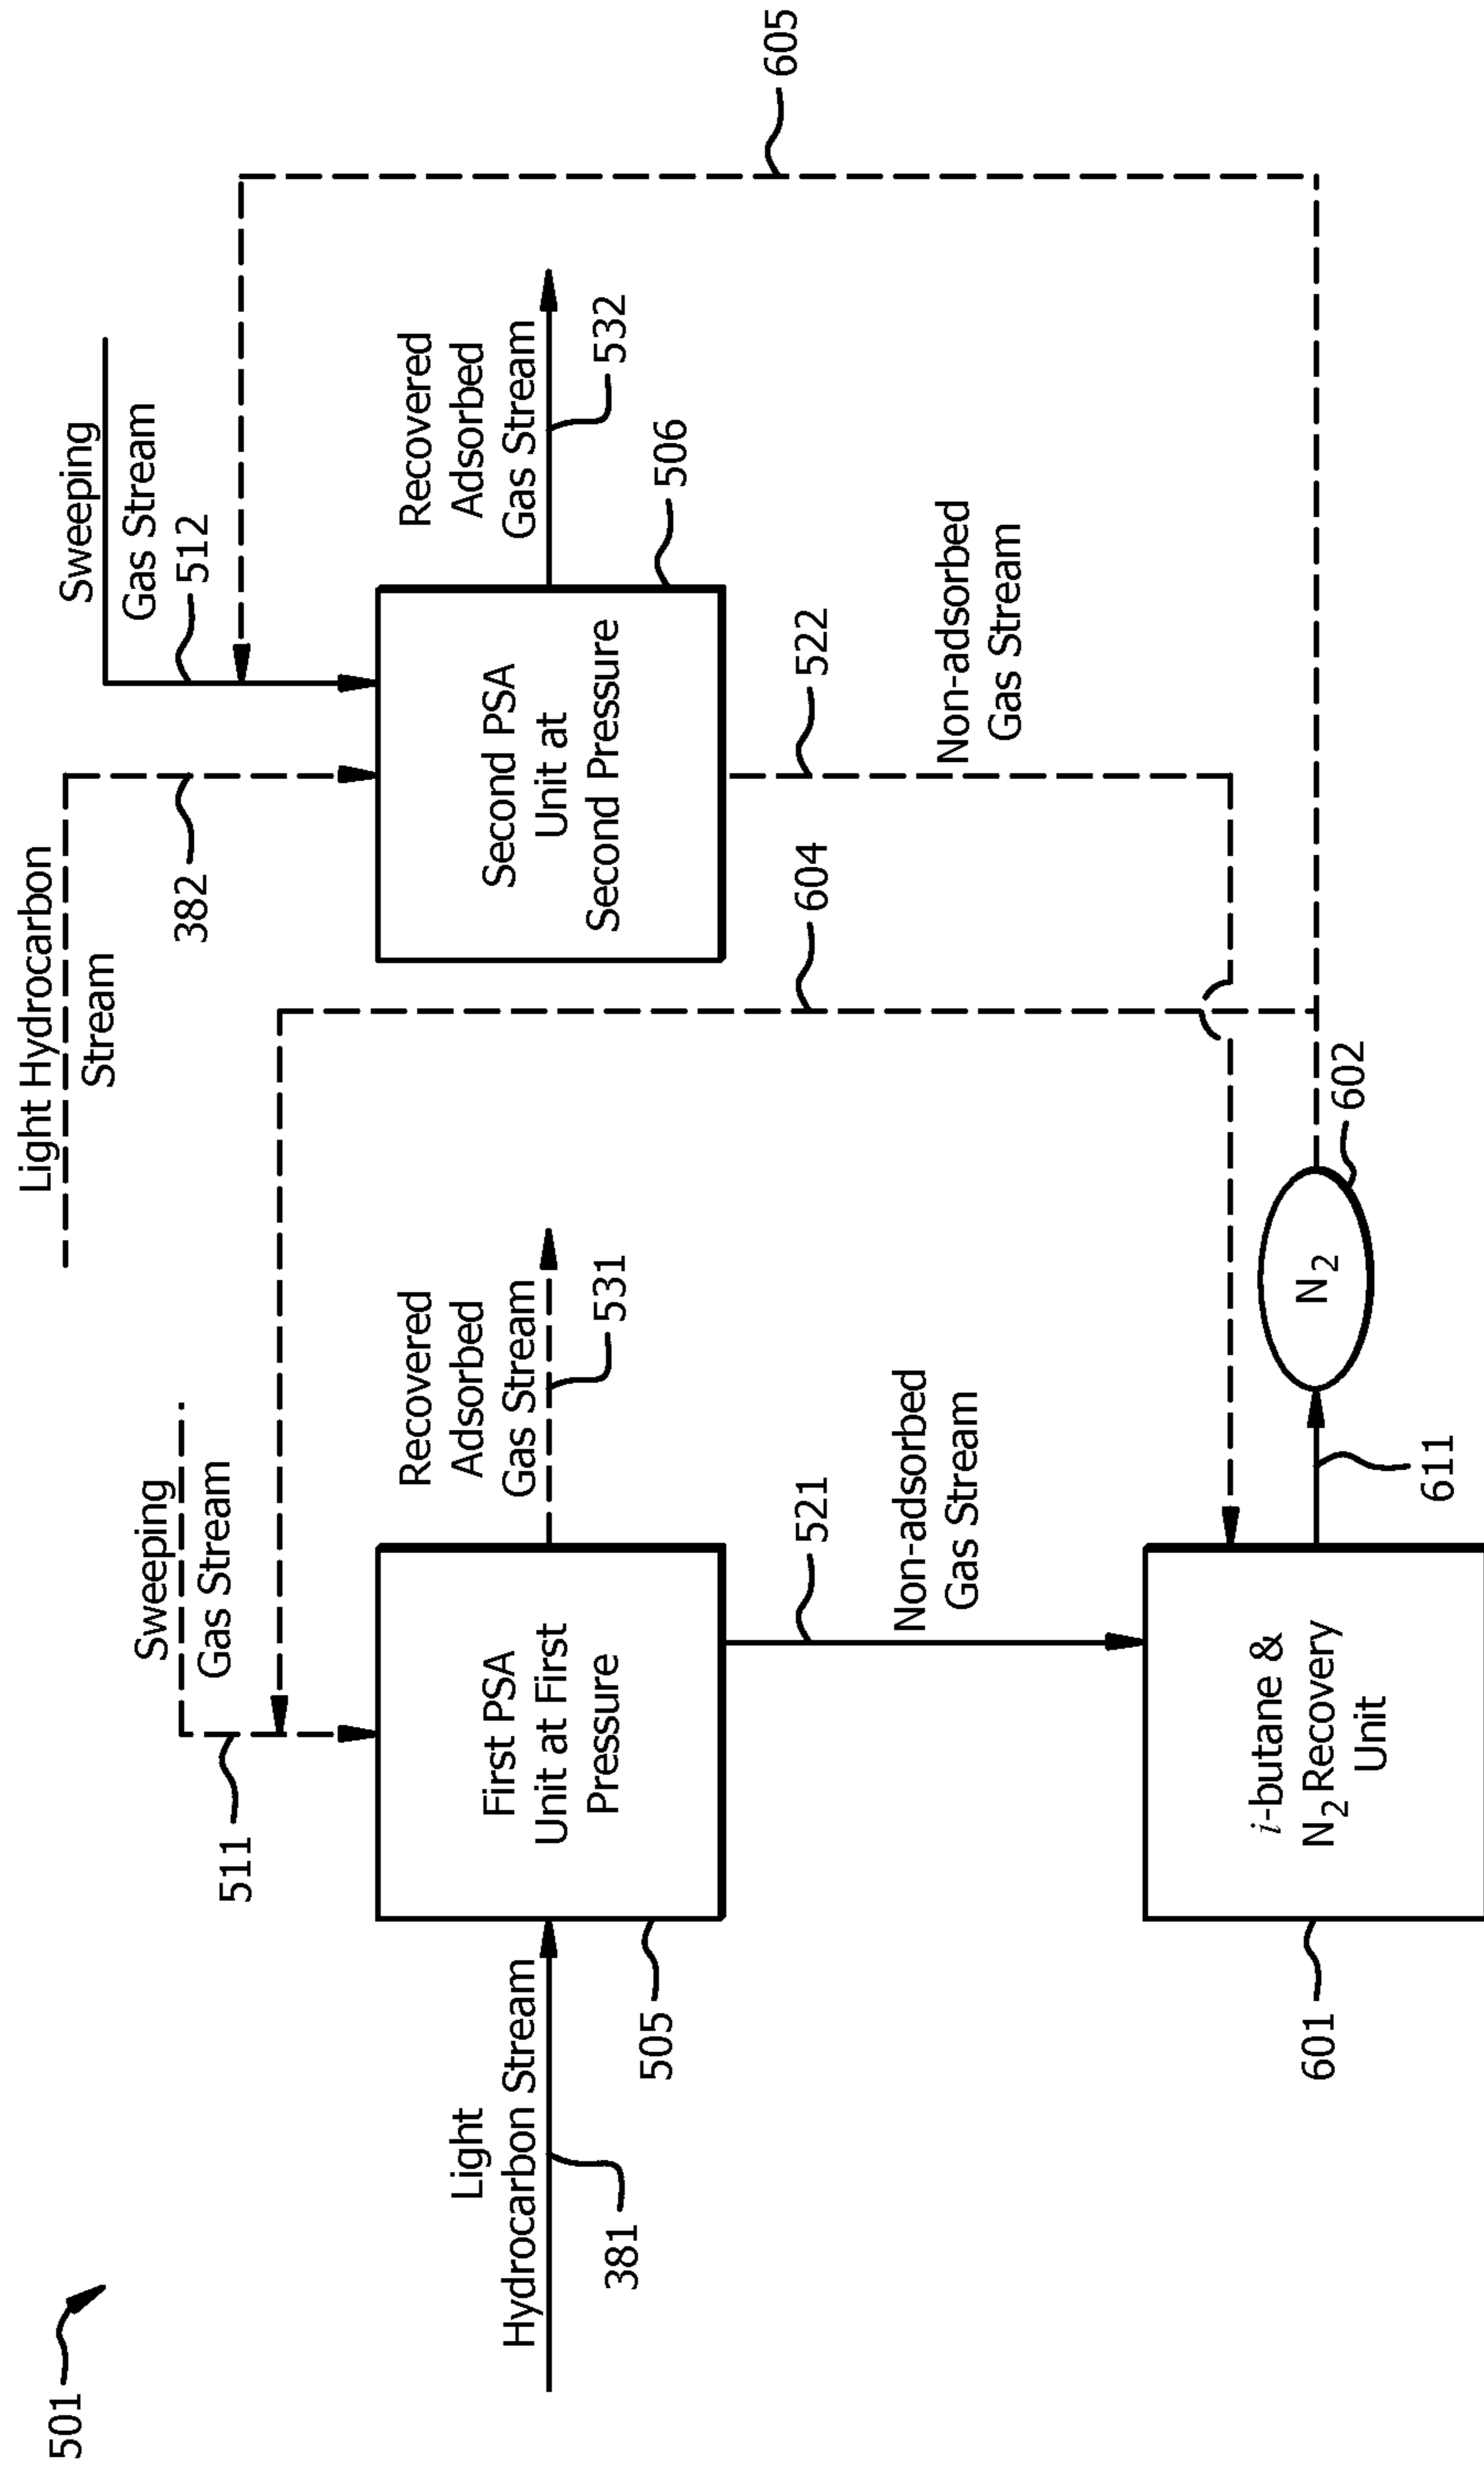 501
Light
Hydrocarbon Stream
381
505
First PSA
Unit at First
Pressure
511
Sweeping
Gas Stream
Recovered
Adsorbed
Gas Stream
531
521
Non-adsorbed
Gas Stream
601
i-butane &
N2 Recovery
Unit
611
N2
602
604
605
Light Hydrocarbon
Stream
382
Sweeping
Gas Stream
512
Second PSA
Unit at
Second Pressure
506
Recovered
Adsorbed
Gas Stream
532
522
Non-adsorbed
Gas Stream